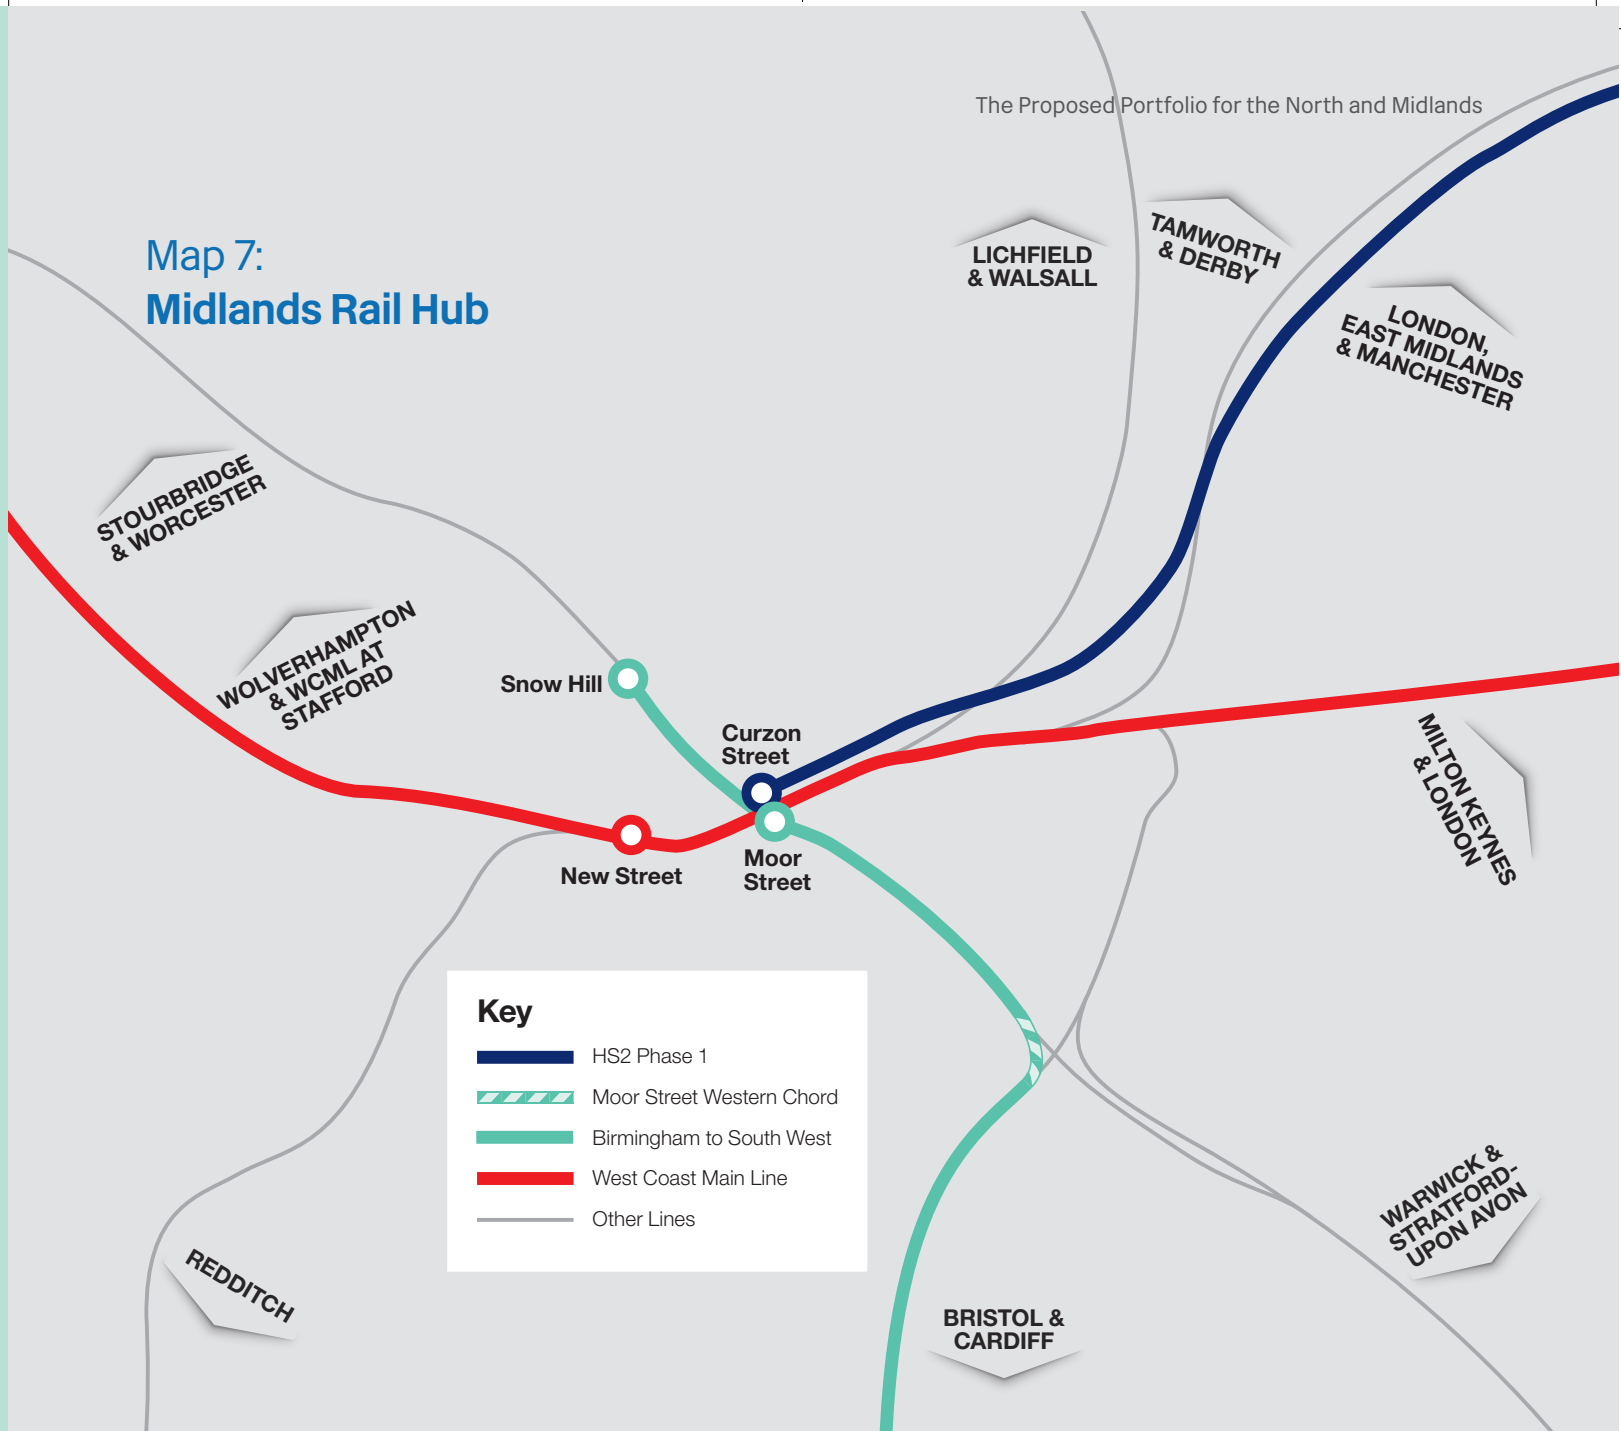 The Proposed Portfolio for the North and Midlands
Map 7:
Midlands Rail Hub
LICHFIELD
& WALSALL
TAMWORTH
& DERBY
LONDON,
EAST MIDLANDS
& MANCHESTER
STOURBRIDGE
& WORCESTER
WOLVERHAMPTON
& WCML AT
STAFFORD
Snow Hill
Curzon
Street
New Street
Moor
Street
MILTON KEYNES
& LONDON
Key
HS2 Phase 1
Moor Street Western Chord
Birmingham to South West
West Coast Main Line
Other Lines
WARWICK &
STRATFORD-
UPON AVON
REDDITCH
BRISTOL &
CARDIFF